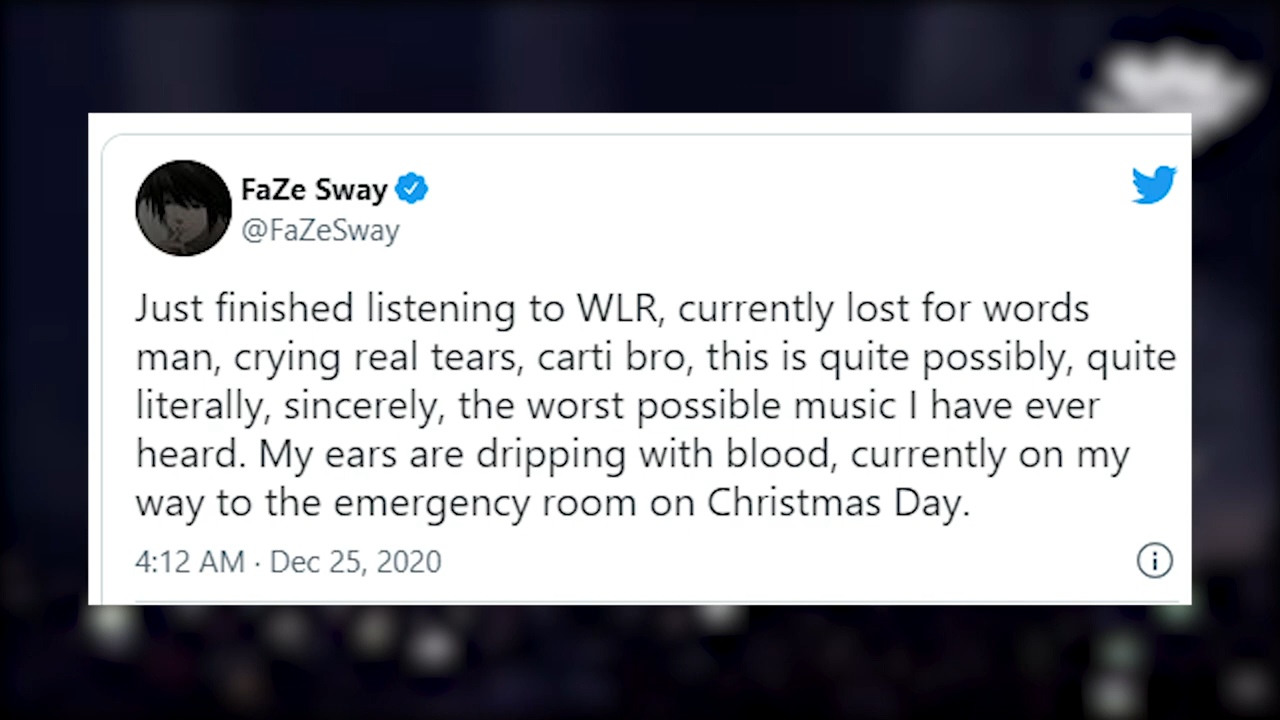 FaZe Sway
@FaZeSway
Just finished listening to WLR, currently lost for words
man, crying real tears, carti bro, this is quite possibly, quite
literally, sincerely, the worst possible music I have ever
heard. My ears are dripping with blood, currently on my
way to the emergency room on Christmas Day.
4:12 AM · Dec 25, 2020